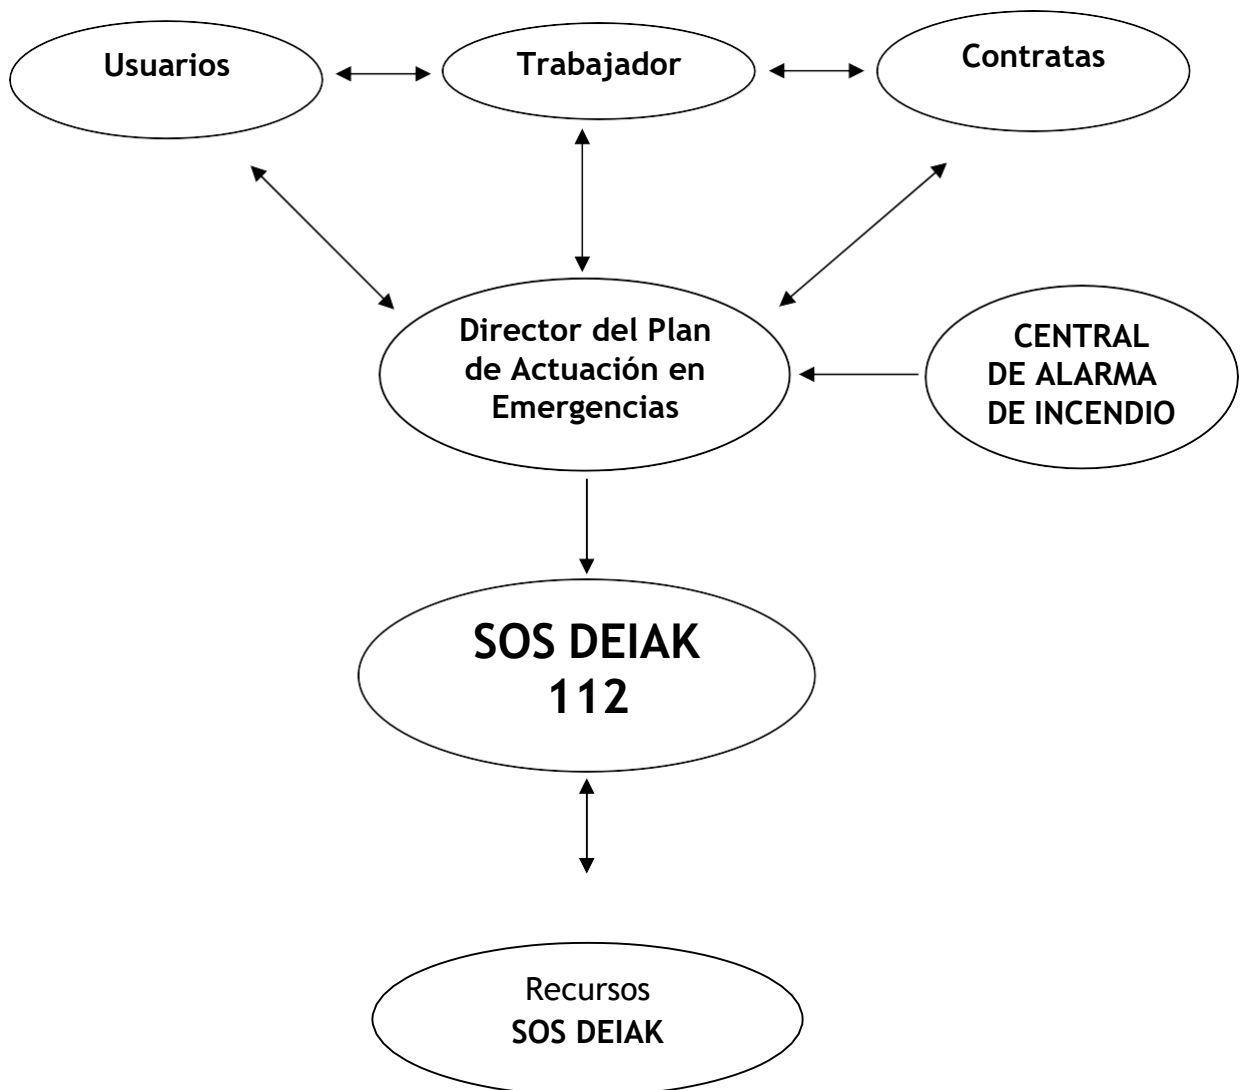 Usuarios
Trabajador
Contratas
Director del Plan
de Actuación en
Emergencias
CENTRAL
DE ALARMA
DE INCENDIO
SOS DEIAK
112
Recursos
SOS DEIAK